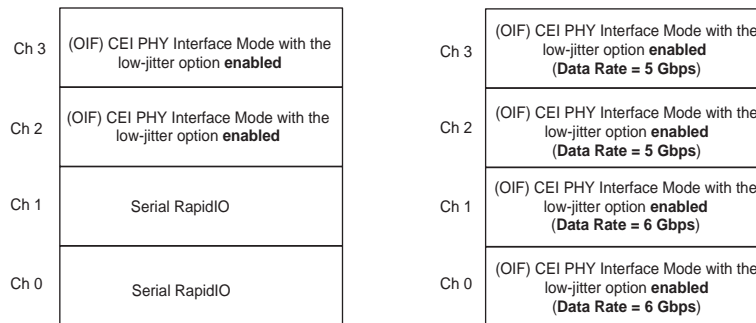 Ch 3
(OIF) CEI PHY Interface Mode with the
low-jitter option enabled
Ch 2
(OIF) CEI PHY Interface Mode with the
low-jitter option enabled
Ch 1
Serial RapidIO
Ch 0
Serial RapidIO
Ch 3
(OIF) CEI PHY Interface Mode with the
low-jitter option enabled
(Data Rate = 5 Gbps)
Ch 2
(OIF) CEI PHY Interface Mode with the
low-jitter option enabled
(Data Rate = 5 Gbps)
Ch 1
(OIF) CEI PHY Interface Mode with the
low-jitter option enabled
(Data Rate = 6 Gbps)
Ch 0
(OIF) CEI PHY Interface Mode with the
low-jitter option enabled
(Data Rate = 6 Gbps)